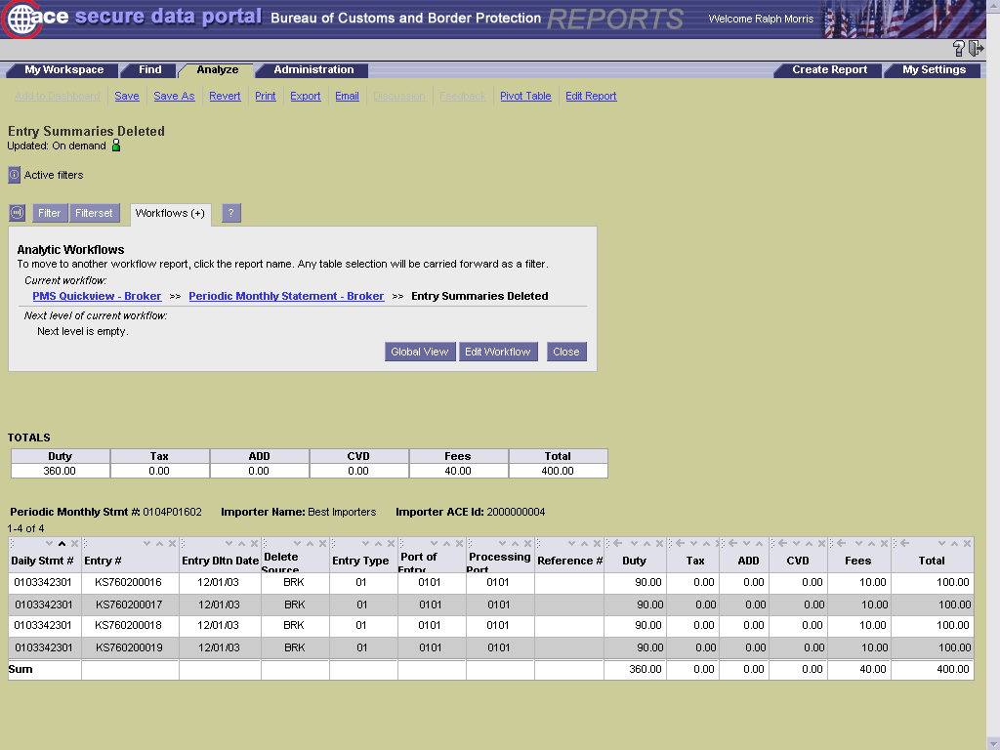 ace secure data portal Bureau of Customs and Border Protection REPORTS Welcome Ralph Morris
?
My Workspace Find Analyze Administration Create Report My Settings
Add to Dashboard Save Save As Revert Print Export Email Discussion Feedback Pivot Table Edit Report
Entry Summaries Deleted
Updated: On demand
Active filters
Filter Filterset Workflows (+) ?
Analytic Workflows
To move to another workflow report, click the report name. Any table selection will be carried forward as a filter.
Current workflow:
PMS Quickview - Broker >> Periodic Monthly Statement - Broker >> Entry Summaries Deleted
Next level of current workflow:
Next level is empty.
Global View Edit Workflow Close
TOTALS
Duty Tax ADD CVD Fees Total
360.00 0.00 0.00 0.00 40.00 400.00
Periodic Monthly Stmt #: 0104P01602 Importer Name: Best Importers Importer ACE Id: 2000000004
1-4 of 4
Daily Stmt # Entry # Entry Dltn Date Delete Source Entry Type Port of Entry Processing Port Reference # Duty Tax ADD CVD Fees Total
0103342301 KS760200016 12/01/03 BRK 01 0101 0101 90.00 0.00 0.00 0.00 10.00 100.00
0103342301 KS760200017 12/01/03 BRK 01 0101 0101 90.00 0.00 0.00 0.00 10.00 100.00
0103342301 KS760200018 12/01/03 BRK 01 0101 0101 90.00 0.00 0.00 0.00 10.00 100.00
0103342301 KS760200019 12/01/03 BRK 01 0101 0101 90.00 0.00 0.00 0.00 10.00 100.00
Sum 360.00 0.00 0.00 0.00 40.00 400.00